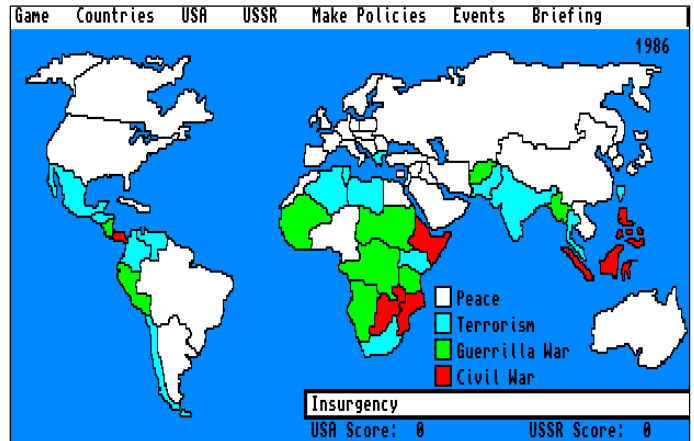 Game Countries USA USSR Make Policies Events Briefing
1986
Peace
Terrorism
Guerrilla War
Civil War
Insurgency
USA Score: 0 USSR Score: 0